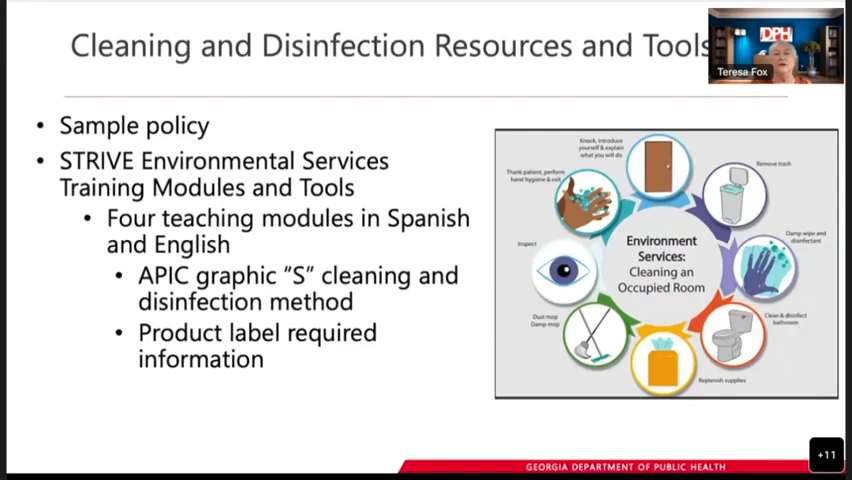 Cleaning and Disinfection Resources and Tools
DPH
Teresa Fox
• Sample policy
• STRIVE Environmental Services
Training Modules and Tools
• Four teaching modules in Spanish
and English
• APIC graphic “S” cleaning and
disinfection method
• Product label required
information
Knock, introduce
yourself & explain
what you will do
Remove trash
Damp wipe and
disinfectant
Clean & disinfect
bathroom
Replenish supplies
Dust mop
Damp-mop
Inspect
Thank patient, perform
hand hygiene & exit
Environment
Services:
Cleaning an
Occupied Room
+11
GEORGIA DEPARTMENT OF PUBLIC HEALTH